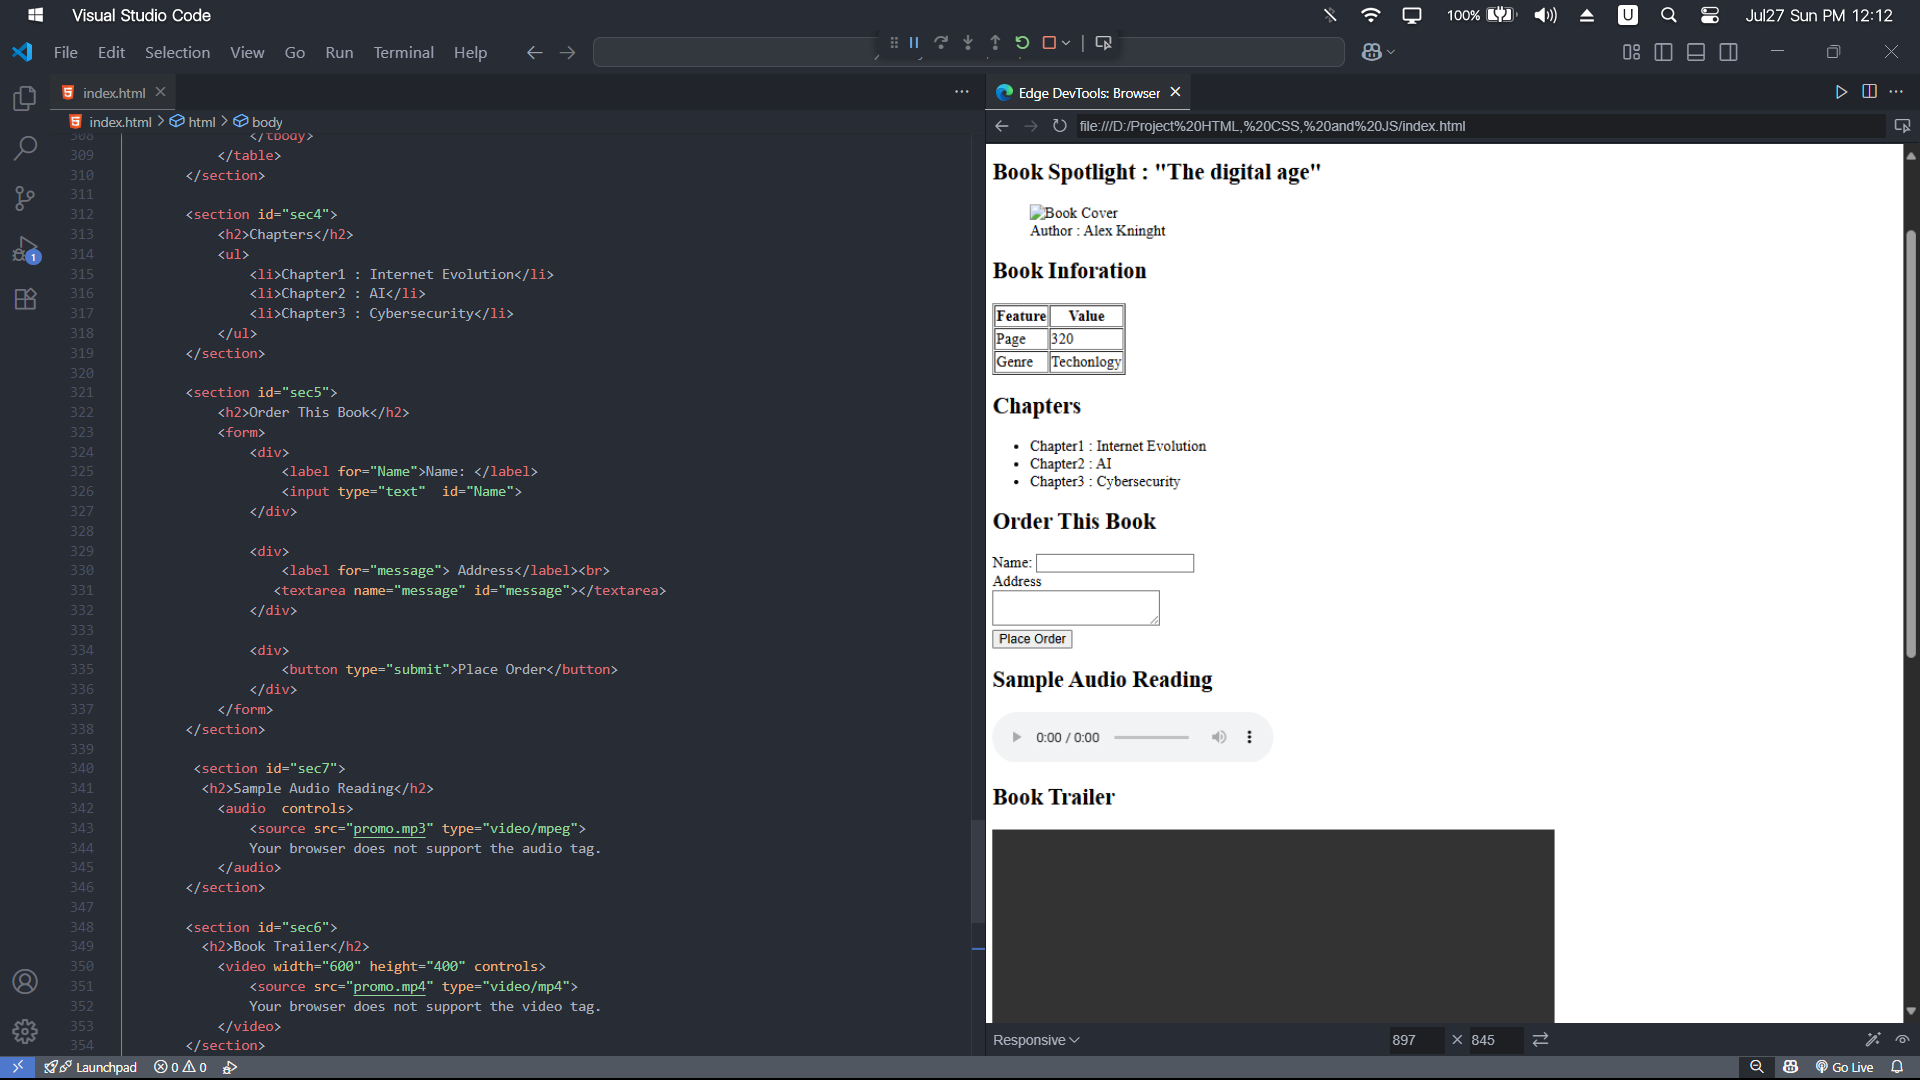 Visual Studio Code
100%
U
Jul27 Sun PM 12:12
File Edit Selection View Go Run Terminal Help
index.html
index.html > html > body
308 </tbody>
309 </table>
310 </section>
311
312 <section id="sec4">
313 <h2>Chapters</h2>
314 <ul>
315 <li>Chapter1 : Internet Evolution</li>
316 <li>Chapter2 : AI</li>
317 <li>Chapter3 : Cybersecurity</li>
318 </ul>
319 </section>
320
321 <section id="sec5">
322 <h2>Order This Book</h2>
323 <form>
324 <div>
325 <label for="Name">Name: </label>
326 <input type="text"  id="Name">
327 </div>
328
329 <div>
330 <label for="message"> Address</label><br>
331 <textarea name="message" id="message"></textarea>
332 </div>
333
334 <div>
335 <button type="submit">Place Order</button>
336 </div>
337 </form>
338 </section>
339
340 <section id="sec7">
341 <h2>Sample Audio Reading</h2>
342 <audio  controls>
343 <source src="promo.mp3" type="video/mpeg">
344 Your browser does not support the audio tag.
345 </audio>
346 </section>
347
348 <section id="sec6">
349 <h2>Book Trailer</h2>
350 <video width="600" height="400" controls>
351 <source src="promo.mp4" type="video/mp4">
352 Your browser does not support the video tag.
353 </video>
354 </section>
1
Edge DevTools: Browser
file:///D:/Project%20HTML,%20CSS,%20and%20JS/index.html
Book Spotlight : "The digital age"
Book Cover
Author : Alex Kninght
Book Inforation
Feature Value
Page 320
Genre Techonlogy
Chapters
Chapter1 : Internet Evolution
Chapter2 : AI
Chapter3 : Cybersecurity
Order This Book
Name:
Address
Place Order
Sample Audio Reading
0:00 / 0:00
Book Trailer
Responsive
897 × 845
Launchpad 0 0
Go Live